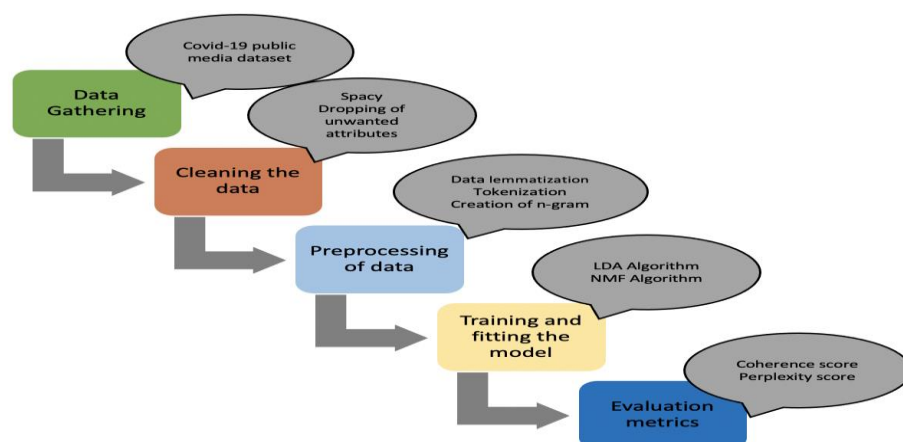 Covid-19 public
media dataset
Data
Gathering
Spacy
Dropping of
unwanted
attributes
Cleaning the
data
Data lemmatization
Tokenization
Creation of n-gram
Preprocessing
of data
LDA Algorithm
NMF Algorithm
Training and
fitting the
model
Coherence score
Perplexity score
Evaluation
metrics